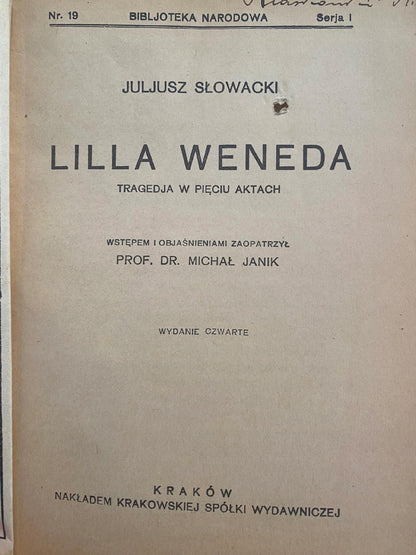 Nr. 19 BIBLJOTEKA NARODOWA Serja I
JULJUSZ SŁOWACKI
LILLA WENEDA
TRAGEDJA W PIĘCIU AKTACH
WSTĘPEM I OBJAŚNIENIAMI ZAOPATRZYŁ
PROF. DR. MICHAŁ JANIK
WYDANIE CZWARTE
KRAKÓW
NAKŁADEM KRAKOWSKIEJ SPÓŁKI WYDAWNICZEJ